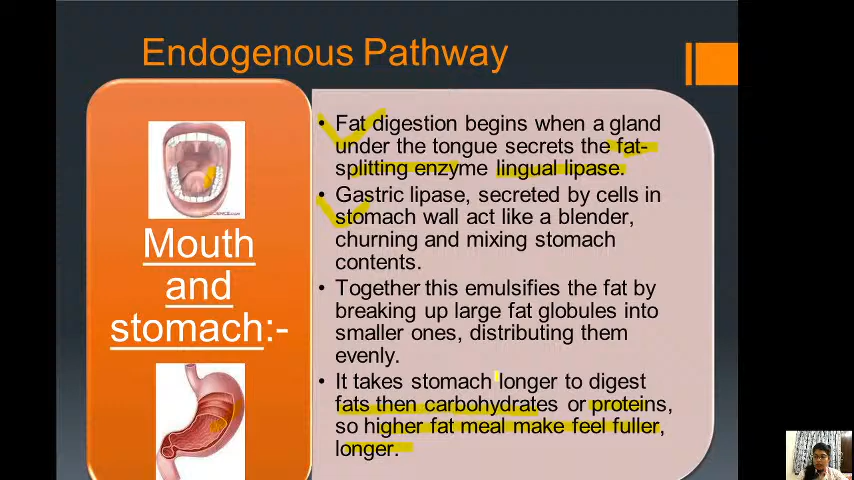 Endogenous Pathway
Mouth
and
stomach:-
• Fat digestion begins when a gland
under the tongue secrets the fat-
splitting enzyme lingual lipase.
• Gastric lipase, secreted by cells in
stomach wall act like a blender,
churning and mixing stomach
contents.
• Together this emulsifies the fat by
breaking up large fat globules into
smaller ones, distributing them
evenly.
• It takes stomach longer to digest
fats then carbohydrates or proteins,
so higher fat meal make feel fuller,
longer.